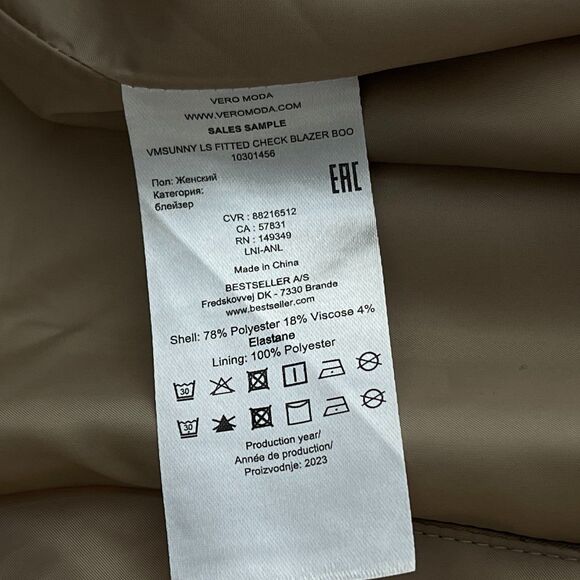 VERO MODA
WWW.VEROMODA.COM
SALES SAMPLE
VMSUNNY LS FITTED CHECK BLAZER BOO
10301456
Пол: Женский
Категория:
блейзер
EAC
CVR : 88216512
CA : 57831
RN : 149349
LNI-ANL
Made in China
BESTSELLER A/S
Fredskovvej DK - 7330 Brande
www.bestseller.com
Shell: 78% Polyester 18% Viscose 4%
Elastane
Lining: 100% Polyester
30
30
Production year/
Année de production/
Proizvodnje: 2023